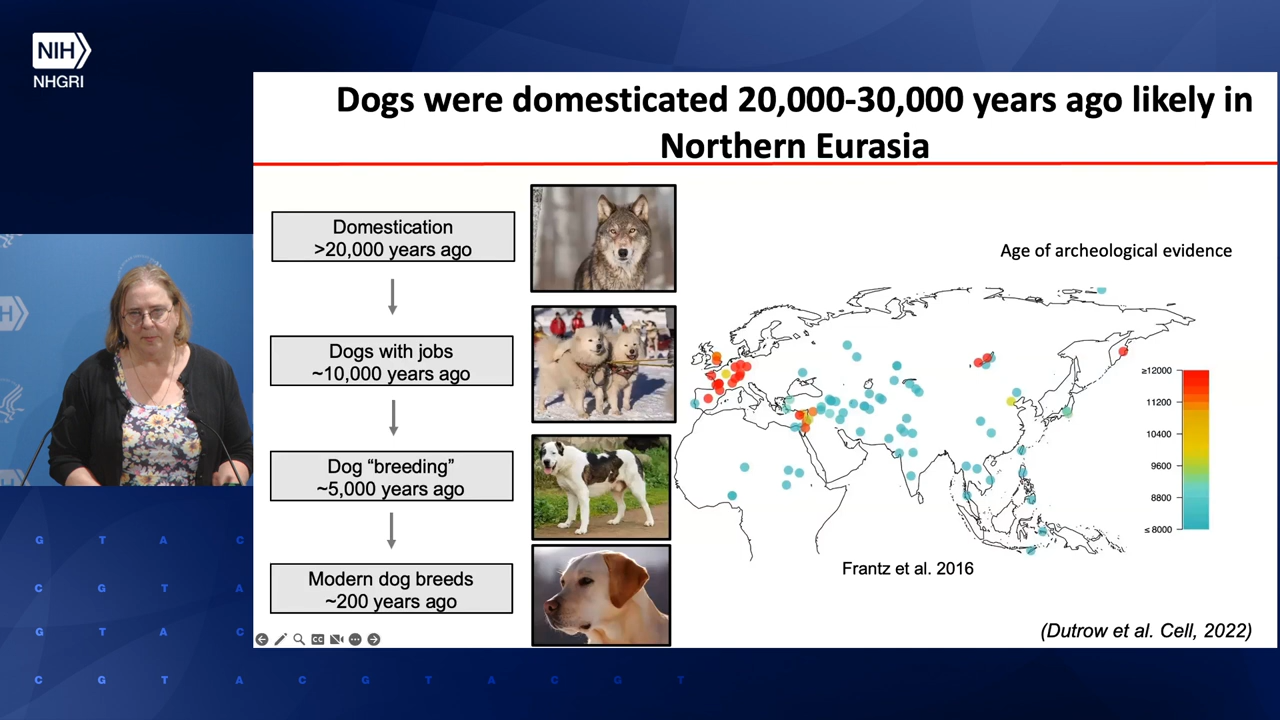 NIH
NHGRI
Dogs were domesticated 20,000-30,000 years ago likely in
Northern Eurasia
Domestication
>20,000 years ago
Dogs with jobs
~10,000 years ago
Dog “breeding”
~5,000 years ago
Modern dog breeds
~200 years ago
Age of archeological evidence
≥12000
11200
10400
9600
8800
≤8000
Frantz et al. 2016
(Dutrow et al. Cell, 2022)
CC
G T A C
C G T A
G T A C
C G T A C G T A C G T